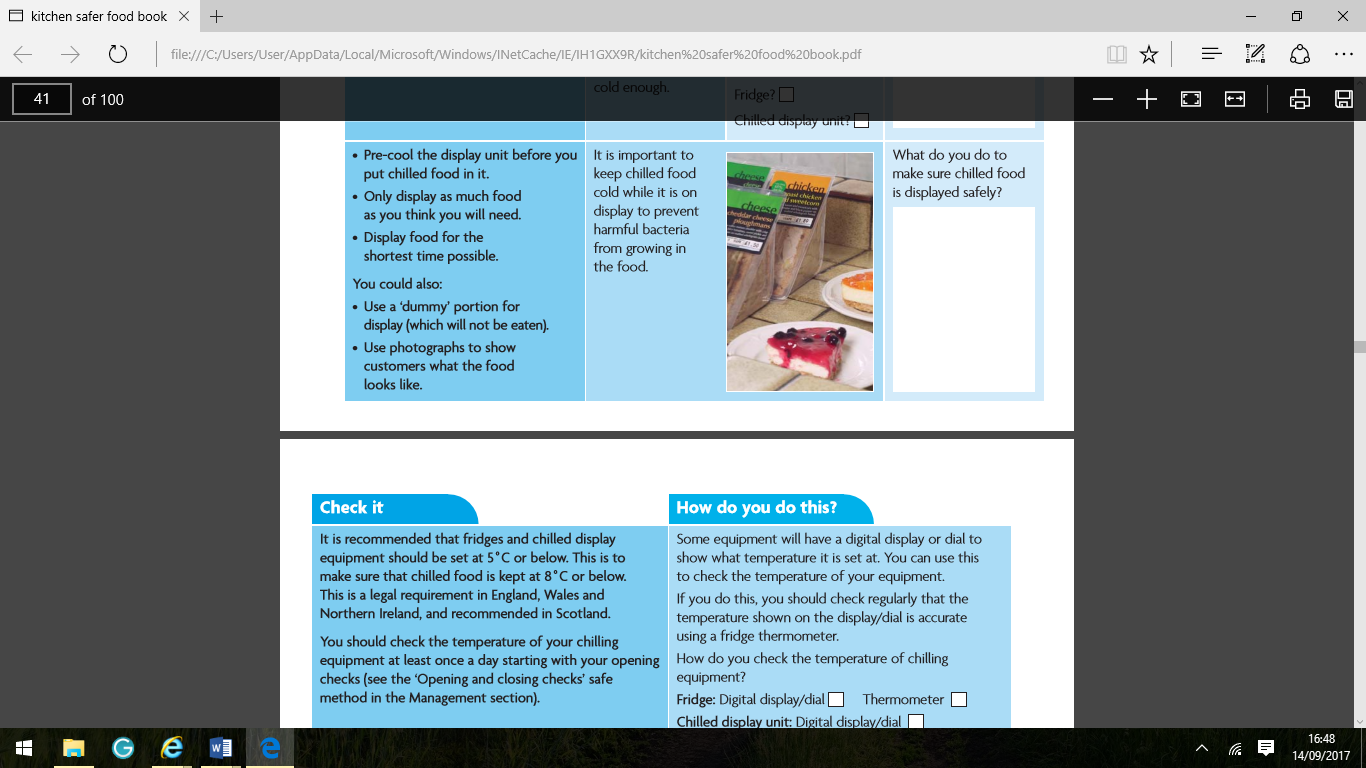 kitchen safer food book
file:///C:/Users/User/AppData/Local/Microsoft/Windows/INetCache/IE/IH1GXX9R/kitchen%20safer%20food%20book.pdf
41 of 100
cold enough.
Fridge?
Chilled display unit?
• Pre-cool the display unit before you
put chilled food in it.
• Only display as much food
as you think you will need.
• Display food for the
shortest time possible.
You could also:
• Use a ‘dummy’ portion for
display (which will not be eaten).
• Use photographs to show
customers what the food
looks like.
It is important to
keep chilled food
cold while it is on
display to prevent
harmful bacteria
from growing in
the food.
cheese
cheese
cheddar cheese
ploughmans
chicken
roast chicken
sweetcorn
What do you do to
make sure chilled food
is displayed safely?
Check it
It is recommended that fridges and chilled display
equipment should be set at 5°C or below. This is to
make sure that chilled food is kept at 8°C or below.
This is a legal requirement in England, Wales and
Northern Ireland, and recommended in Scotland.
You should check the temperature of your chilling
equipment at least once a day starting with your opening
checks (see the ‘Opening and closing checks’ safe
method in the Management section).
How do you do this?
Some equipment will have a digital display or dial to
show what temperature it is set at. You can use this
to check the temperature of your equipment.
If you do this, you should check regularly that the
temperature shown on the display/dial is accurate
using a fridge thermometer.
How do you check the temperature of chilling
equipment?
Fridge: Digital display/dial Thermometer
Chilled display unit: Digital display/dial
16:48
14/09/2017